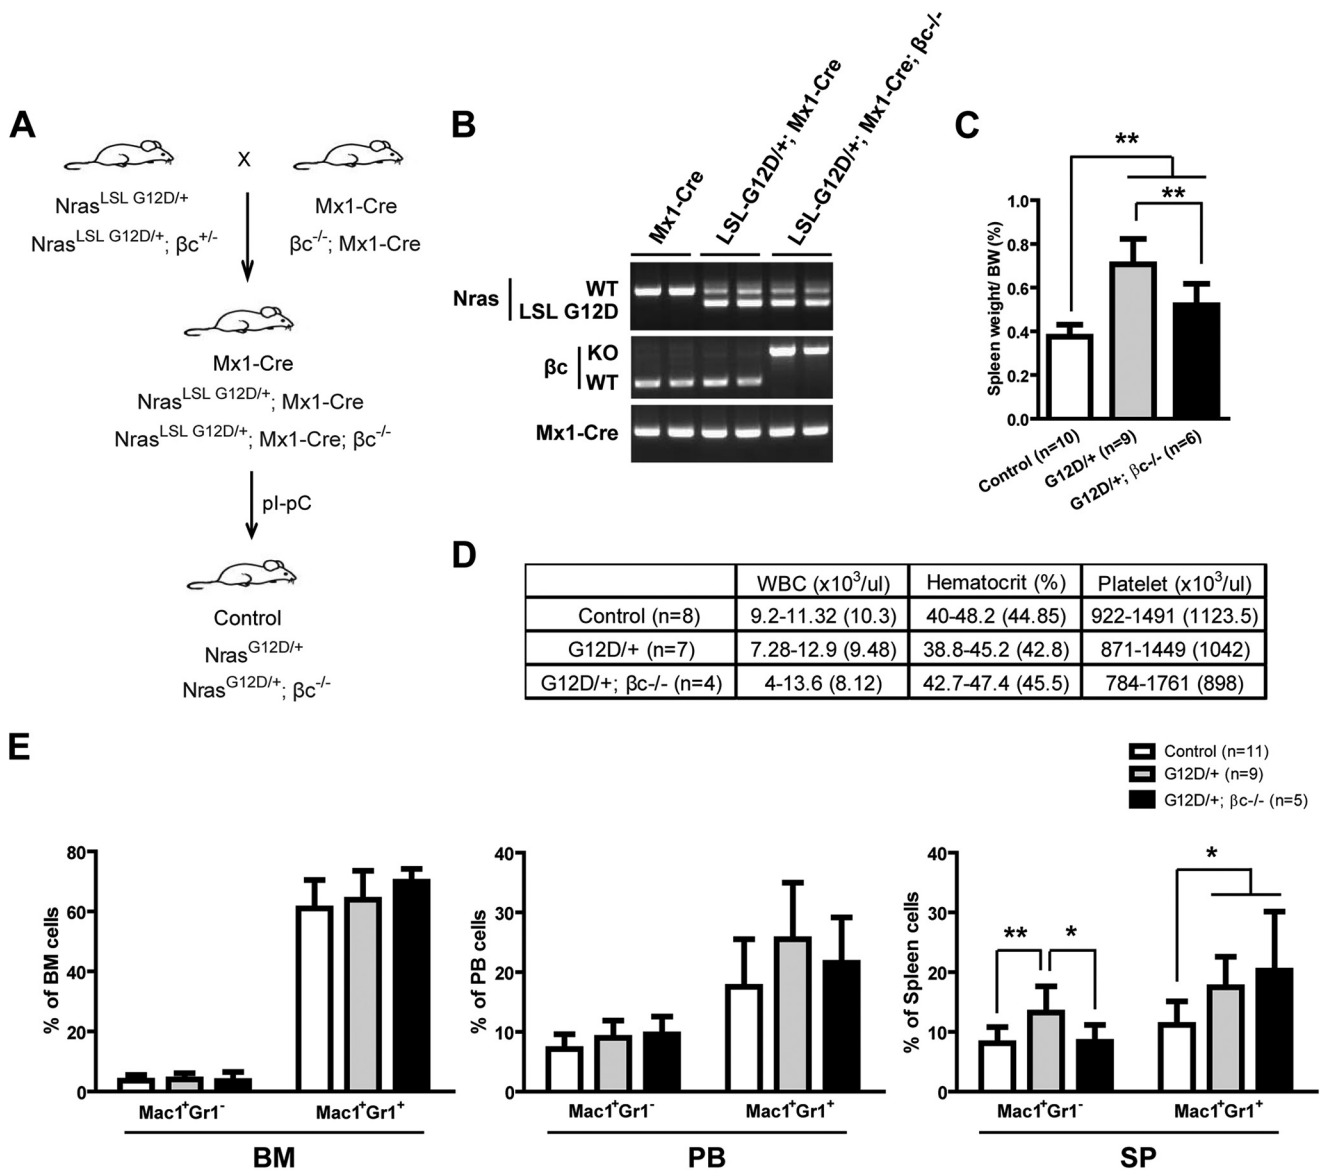 A
X
Nras^LSL G12D/+
Mx1-Cre
Nras^LSL G12D/+; βc^+/-
βc^-/-; Mx1-Cre
Mx1-Cre
Nras^LSL G12D/+; Mx1-Cre
Nras^LSL G12D/+; Mx1-Cre; βc^-/-
pI-pC
Control
Nras^G12D/+
Nras^G12D/+; βc^-/-
B
Mx1-Cre
LSL-G12D/+; Mx1-Cre
LSL-G12D/+; Mx1-Cre; βc-/-
Nras
WT
LSL G12D
βc
KO
WT
Mx1-Cre
C
**
**
Spleen weight/ BW (%)
1.0
0.8
0.6
0.4
0.2
0.0
Control (n=10)
G12D/+ (n=9)
G12D/+; βc-/- (n=6)
D
WBC (x10³/ul) Hematocrit (%) Platelet (x10³/ul)
Control (n=8) 9.2-11.32 (10.3) 40-48.2 (44.85) 922-1491 (1123.5)
G12D/+ (n=7) 7.28-12.9 (9.48) 38.8-45.2 (42.8) 871-1449 (1042)
G12D/+; βc-/- (n=4) 4-13.6 (8.12) 42.7-47.4 (45.5) 784-1761 (898)
E
Control (n=11)
G12D/+ (n=9)
G12D/+; βc-/- (n=5)
% of BM cells
80
60
40
20
0
Mac1⁺Gr1⁻ Mac1⁺Gr1⁺
BM
% of PB cells
40
30
20
10
0
Mac1⁺Gr1⁻ Mac1⁺Gr1⁺
PB
% of Spleen cells
40
30
20
10
0
** * *
Mac1⁺Gr1⁻ Mac1⁺Gr1⁺
SP